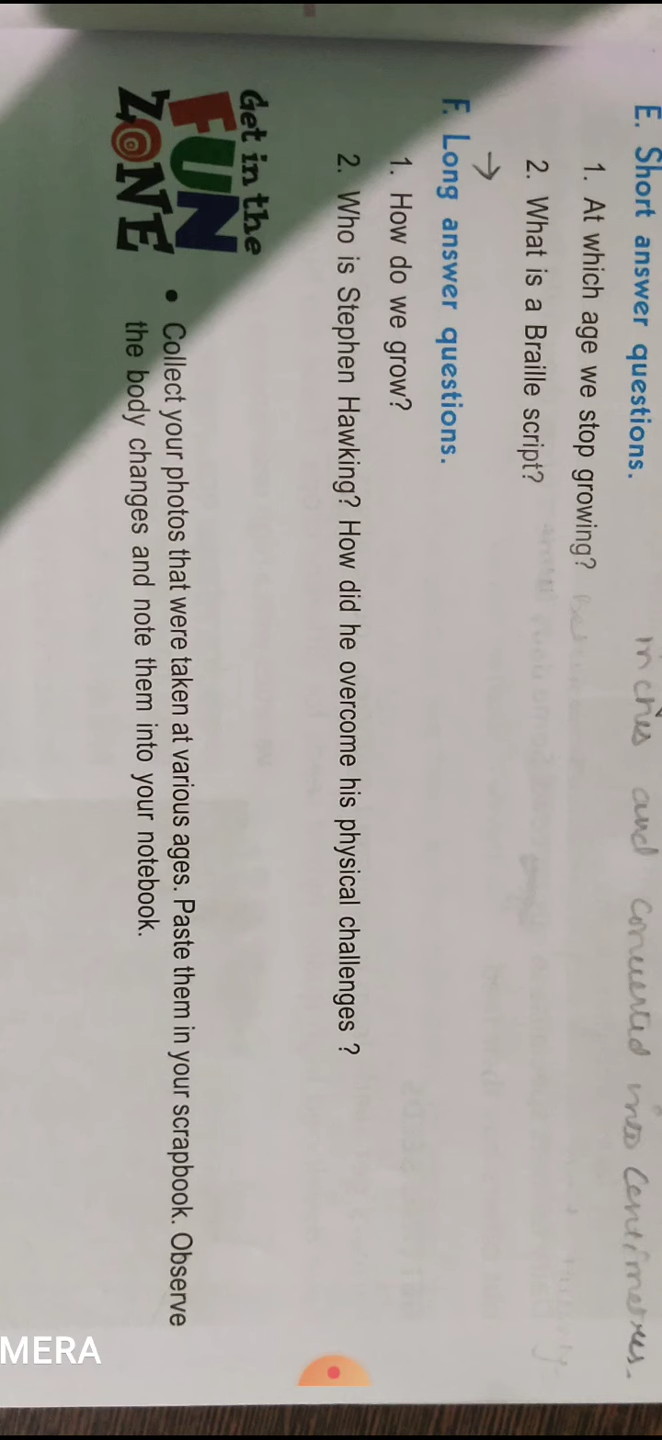 inches and converted into centimetres.
E. Short answer questions.
1. At which age we stop growing?
2. What is a Braille script?
→
F. Long answer questions.
1. How do we grow?
2. Who is Stephen Hawking? How did he overcome his physical challenges ?
Get in the
FUN
ZONE
• Collect your photos that were taken at various ages. Paste them in your scrapbook. Observe
the body changes and note them into your notebook.
MERA